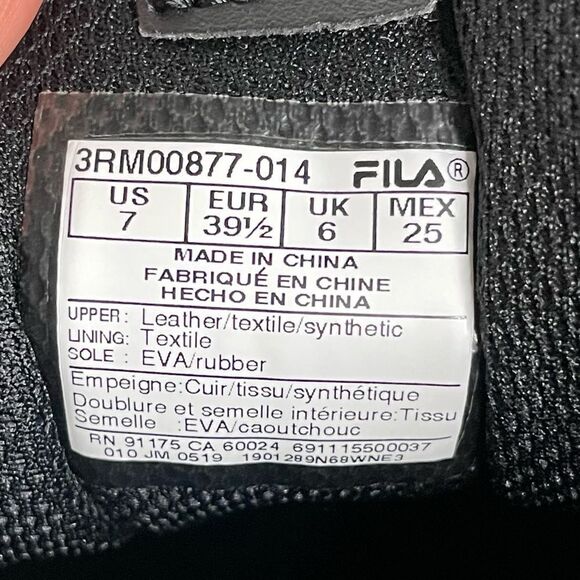 3RM00877-014 FILA®
US EUR UK MEX
7 39½ 6 25
MADE IN CHINA
FABRIQUÉ EN CHINE
HECHO EN CHINA
UPPER: Leather/textile/synthetic
LINING: Textile
SOLE : EVA/rubber
Empeigne:Cuir/tissu/synthétique
Doublure et semelle intérieure:Tissu
Semelle :EVA/caoutchouc
RN 91175 CA 60024 691115500037
010 JM 0519 1901289N68WNE3